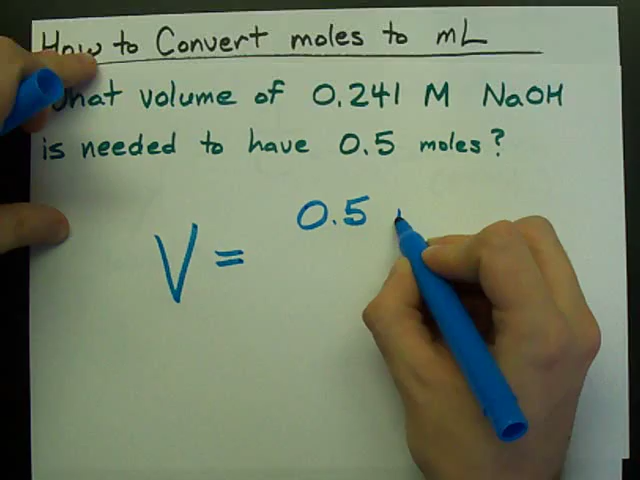 How to Convert moles to mL
What volume of 0.241 M NaOH
is needed to have 0.5 moles?
V = 0.5